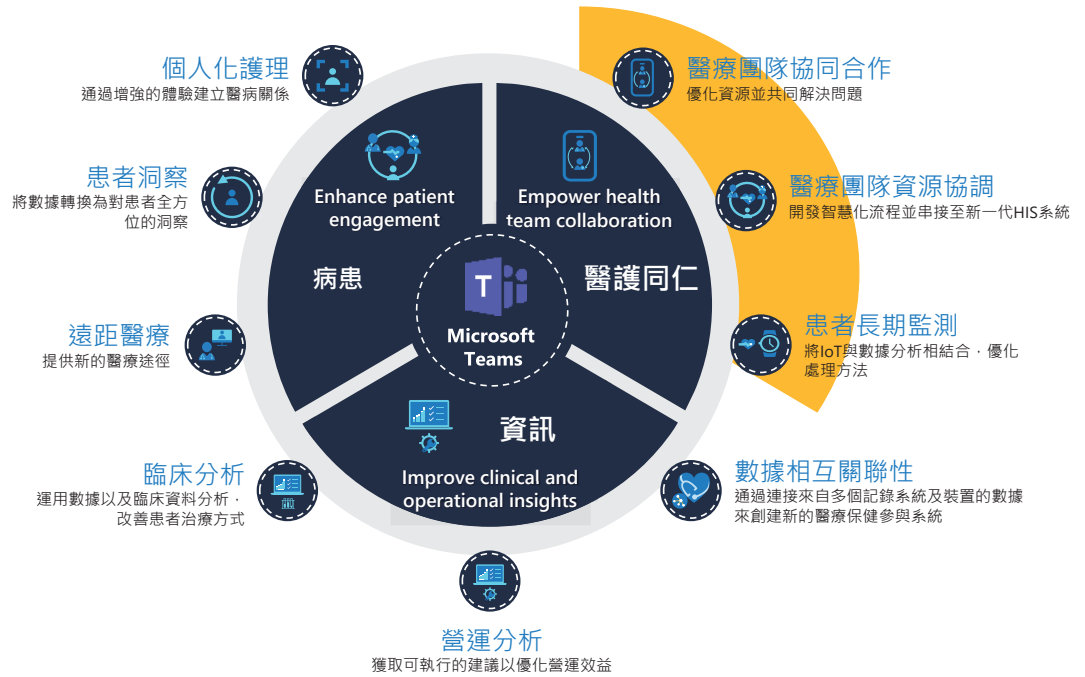 個人化護理
通過增強的體驗建立醫病關係
醫療團隊協同合作
優化資源並共同解決問題
患者洞察
將數據轉換為對患者全方
位的洞察
醫療團隊資源協調
開發智慧化流程並串接至新一代HIS系統
Enhance patient
engagement
病患
Empower health
team collaboration
醫護同仁
T
Microsoft
Teams
遠距醫療
提供新的醫療途徑
患者長期監測
將IoT與數據分析相結合，優化
處理方法
資訊
Improve clinical and
operational insights
臨床分析
運用數據以及臨床資料分析，
改善患者治療方式
數據相互關聯性
通過連接來自多個記錄系統及裝置的數據
來創建新的醫療保健參與系統
營運分析
獲取可執行的建議以優化營運效益